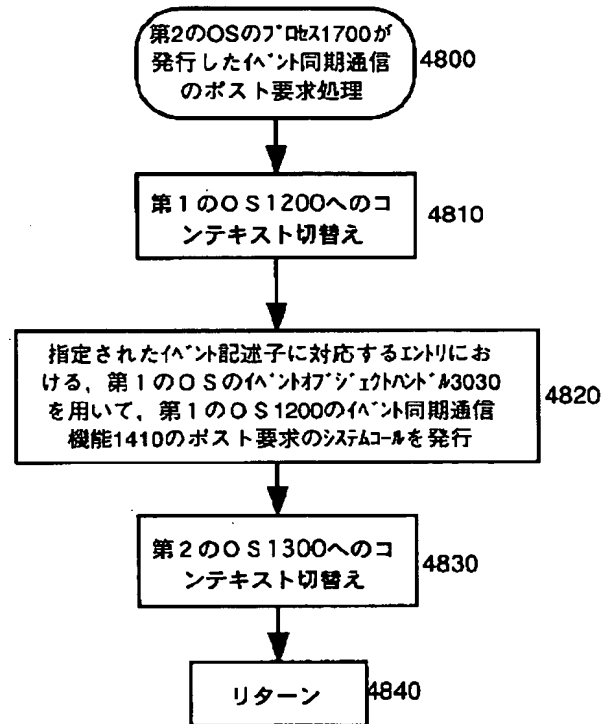 第2のOSのプロセス1700が
発行したイベント同期通信
のポスト要求処理
4800
第1のＯＳ1200へのコ
ンテキスト切替え
4810
指定されたイベント記述子に対応するエントリにお
ける，第1のOSのイベントオブジェクトハンドル3030
を用いて，第1のＯＳ1200のイベント同期通信
機能1410のポスト要求のシステムコールを発行
4820
第２のＯＳ1300へのコ
ンテキスト切替え
4830
リターン
4840